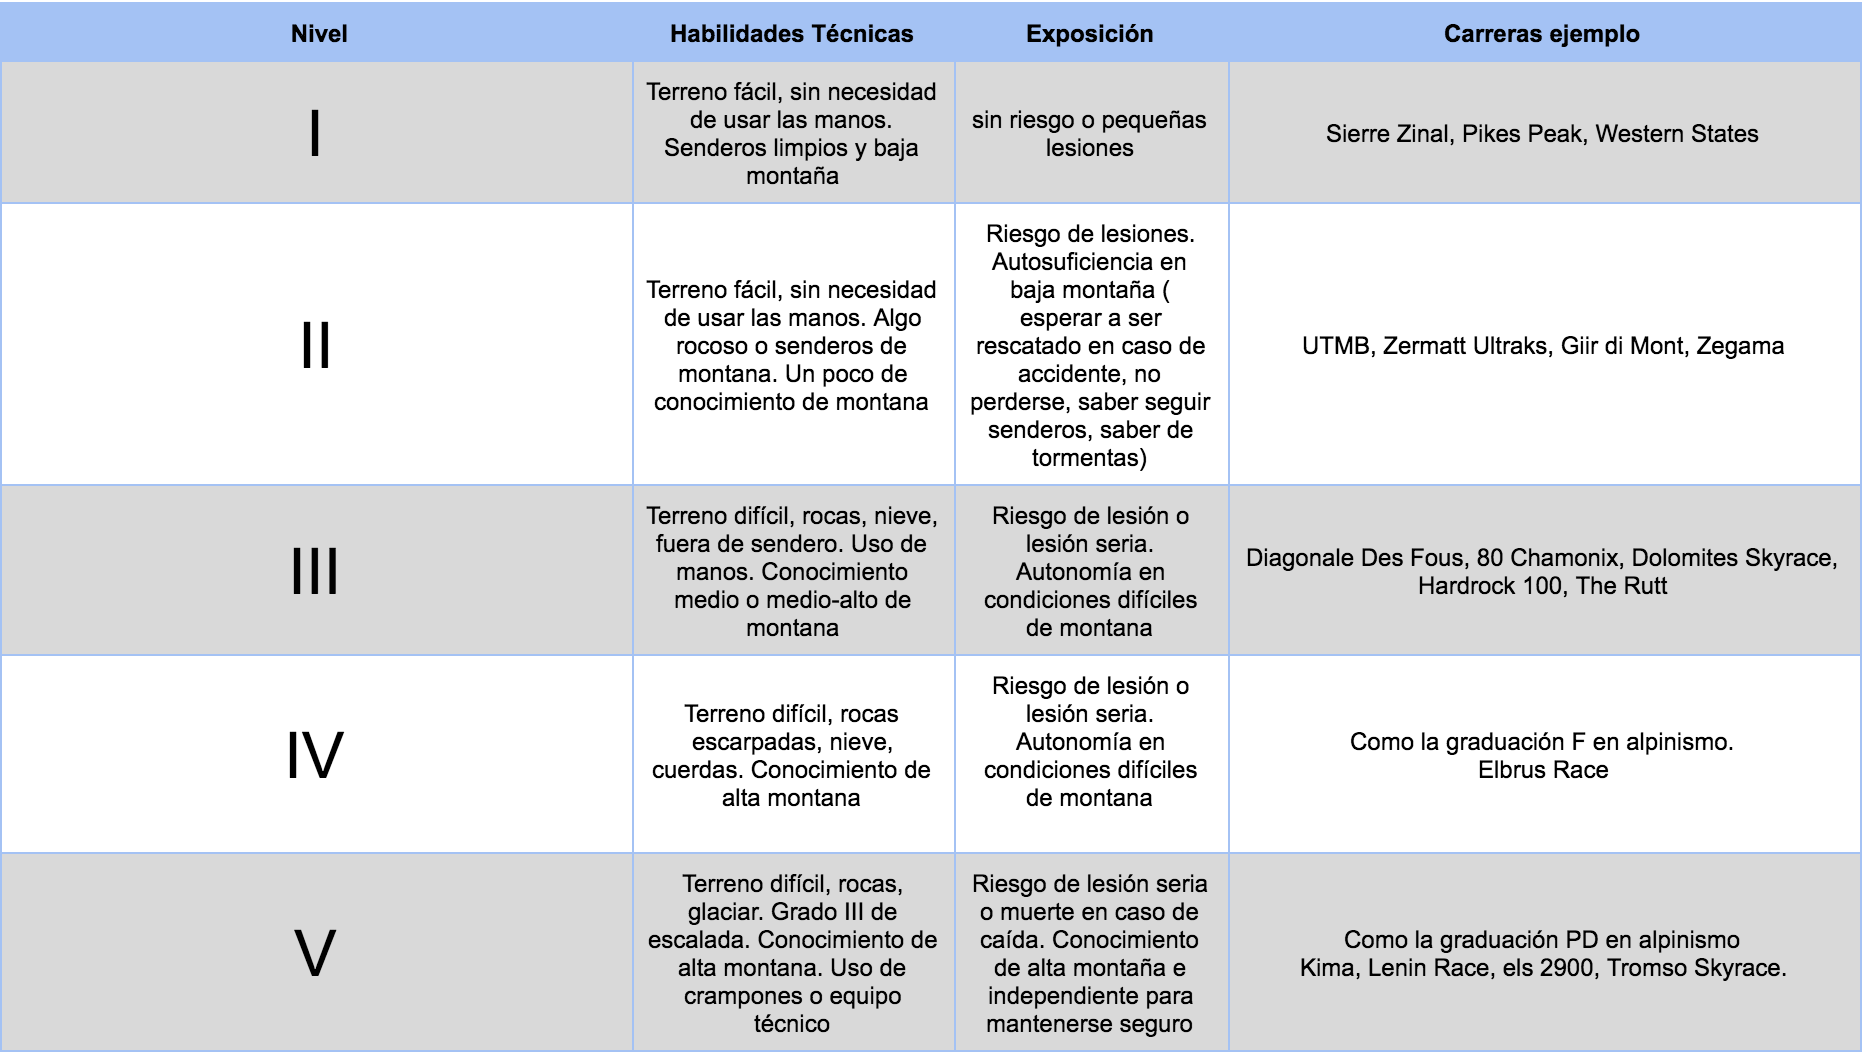 Nivel
Habilidades Técnicas
Exposición
Carreras ejemplo
I
Terreno fácil, sin necesidad
de usar las manos.
Senderos limpios y baja
montaña
sin riesgo o pequeñas
lesiones
Sierre Zinal, Pikes Peak, Western States
II
Terreno fácil, sin necesidad
de usar las manos. Algo
rocoso o senderos de
montana. Un poco de
conocimiento de montana
Riesgo de lesiones.
Autosuficiencia en
baja montaña (
esperar a ser
rescatado en caso de
accidente, no
perderse, saber seguir
senderos, saber de
tormentas)
UTMB, Zermatt Ultraks, Giir di Mont, Zegama
III
Terreno difícil, rocas, nieve,
fuera de sendero. Uso de
manos. Conocimiento
medio o medio-alto de
montana
Riesgo de lesión o
lesión seria.
Autonomía en
condiciones difíciles
de montana
Diagonale Des Fous, 80 Chamonix, Dolomites Skyrace,
Hardrock 100, The Rutt
IV
Terreno difícil, rocas
escarpadas, nieve,
cuerdas. Conocimiento de
alta montana
Riesgo de lesión o
lesión seria.
Autonomía en
condiciones difíciles
de montana
Como la graduación F en alpinismo.
Elbrus Race
V
Terreno difícil, rocas,
glaciar. Grado III de
escalada. Conocimiento de
alta montana. Uso de
crampones o equipo
técnico
Riesgo de lesión seria
o muerte en caso de
caída. Conocimiento
de alta montaña e
independiente para
mantenerse seguro
Como la graduación PD en alpinismo
Kima, Lenin Race, els 2900, Tromso Skyrace.